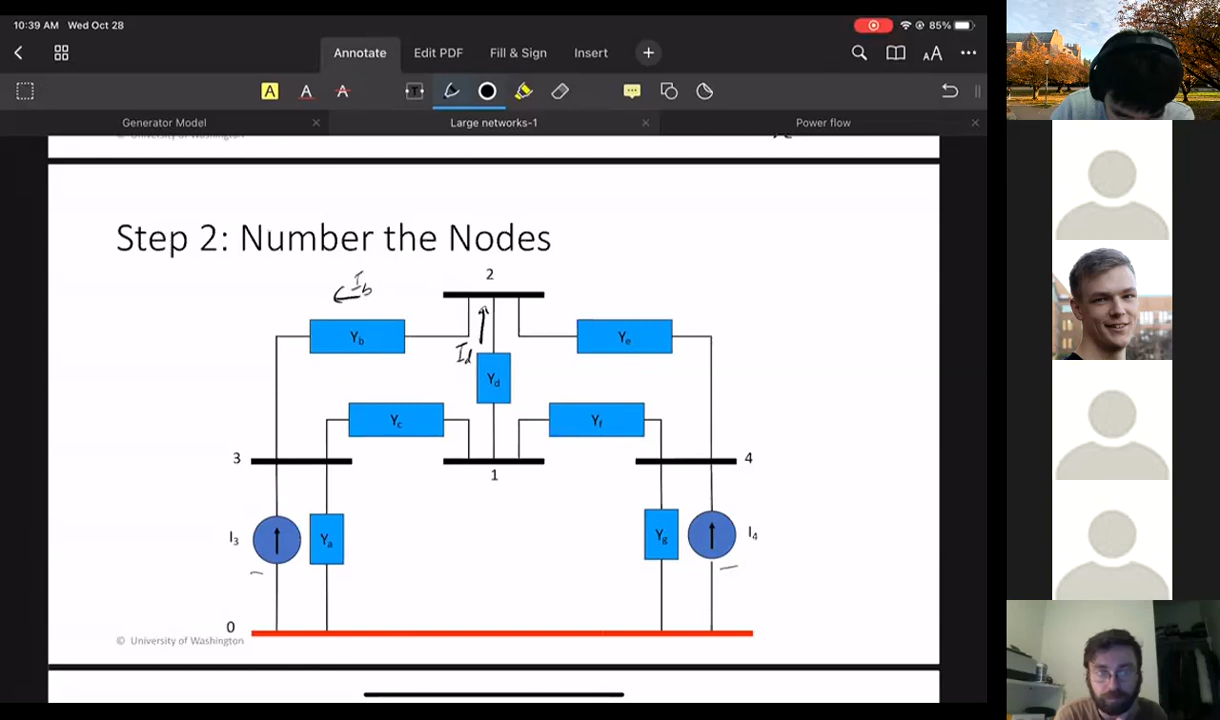 10:39 AM Wed Oct 28
85%
Annotate Edit PDF Fill & Sign Insert +
AA
A A A T
Generator Model Large networks-1 Power flow
Step 2: Number the Nodes
2
Ib
Yb
Ye
Id
Yd
Yc
Yf
3
4
1
I3
Ya
Yg
I4
0
© University of Washington